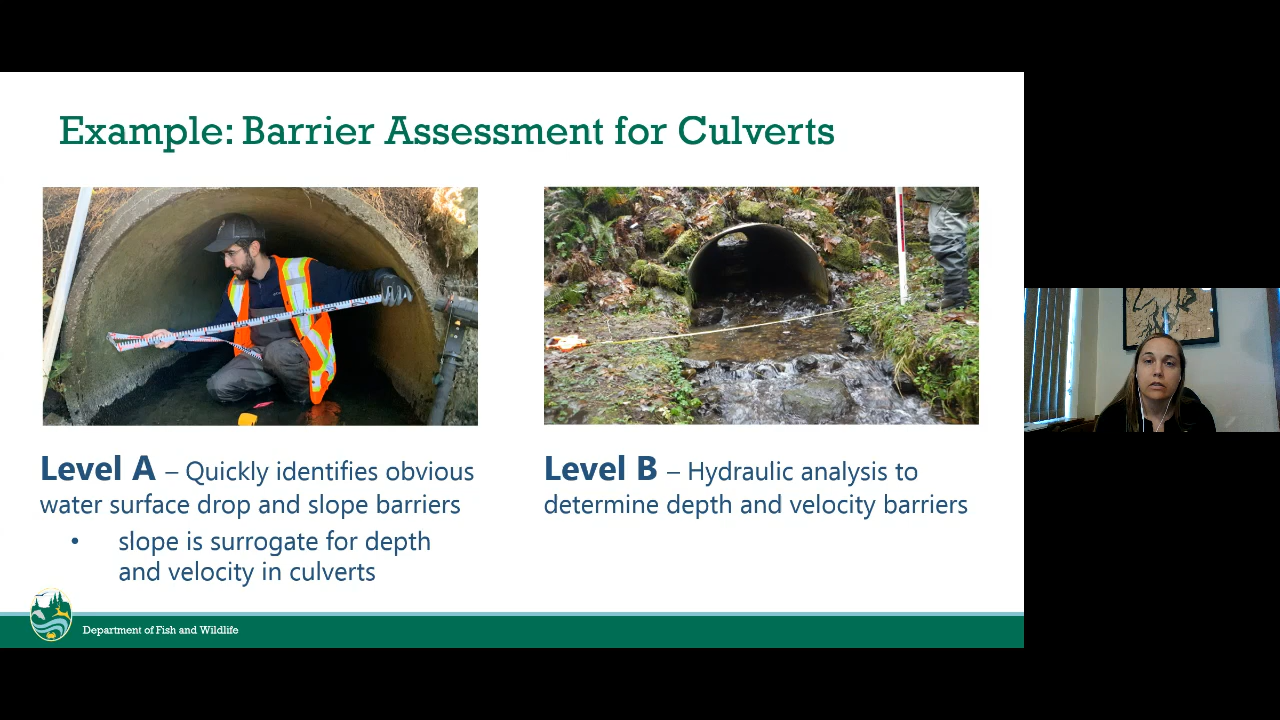 Example: Barrier Assessment for Culverts
Level A – Quickly identifies obvious
water surface drop and slope barriers
• slope is surrogate for depth
and velocity in culverts
Level B – Hydraulic analysis to
determine depth and velocity barriers
Department of Fish and Wildlife